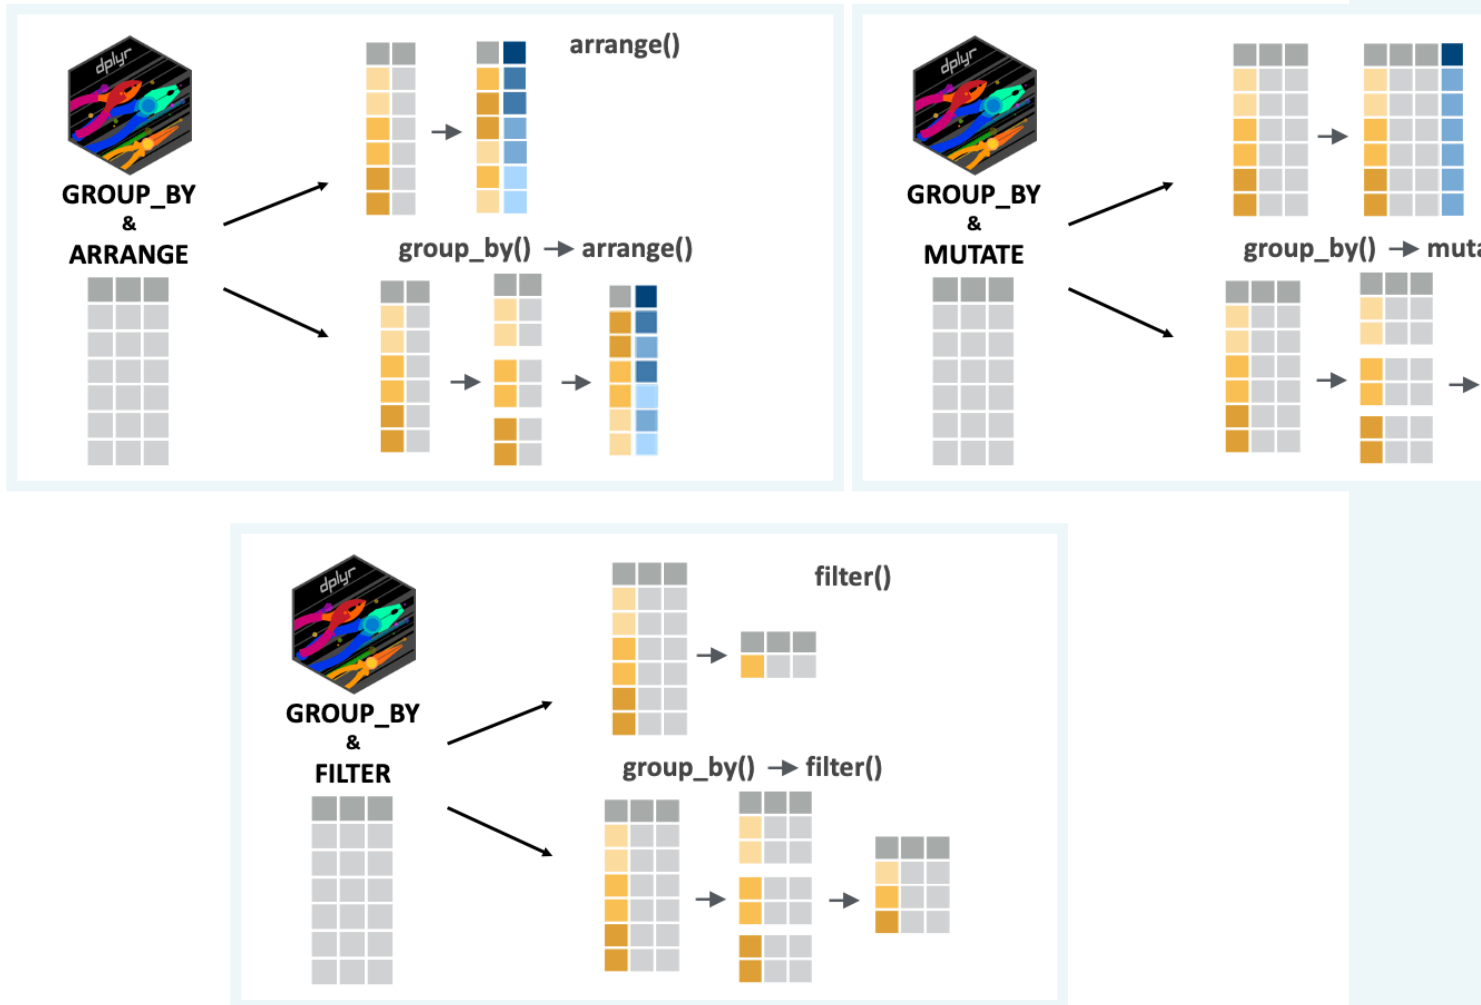 dplyr
GROUP_BY
&
ARRANGE
arrange()
group_by() → arrange()
dplyr
GROUP_BY
&
MUTATE
group_by() → muta
dplyr
GROUP_BY
&
FILTER
filter()
group_by() → filter()